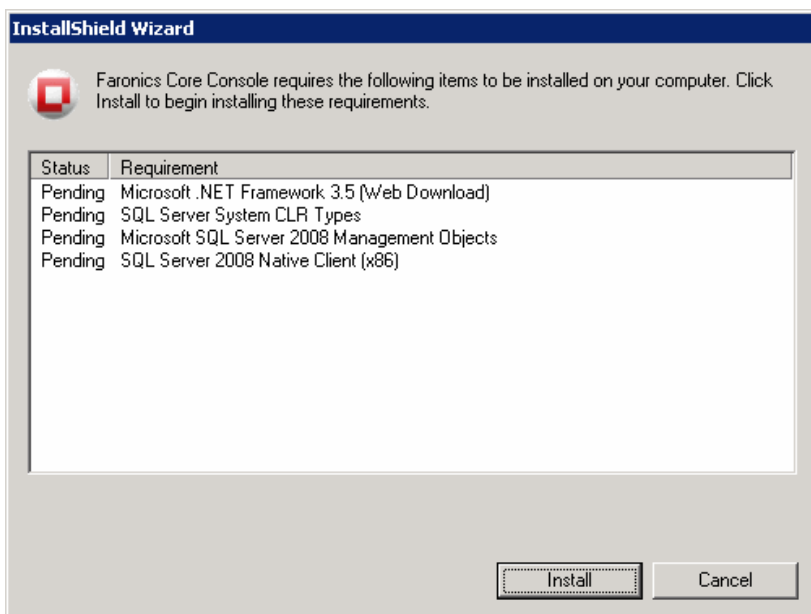 InstallShield Wizard
Faronics Core Console requires the following items to be installed on your computer. Click
Install to begin installing these requirements.
Status Requirement
Pending Microsoft .NET Framework 3.5 (Web Download)
Pending SQL Server System CLR Types
Pending Microsoft SQL Server 2008 Management Objects
Pending SQL Server 2008 Native Client (x86)
Install Cancel